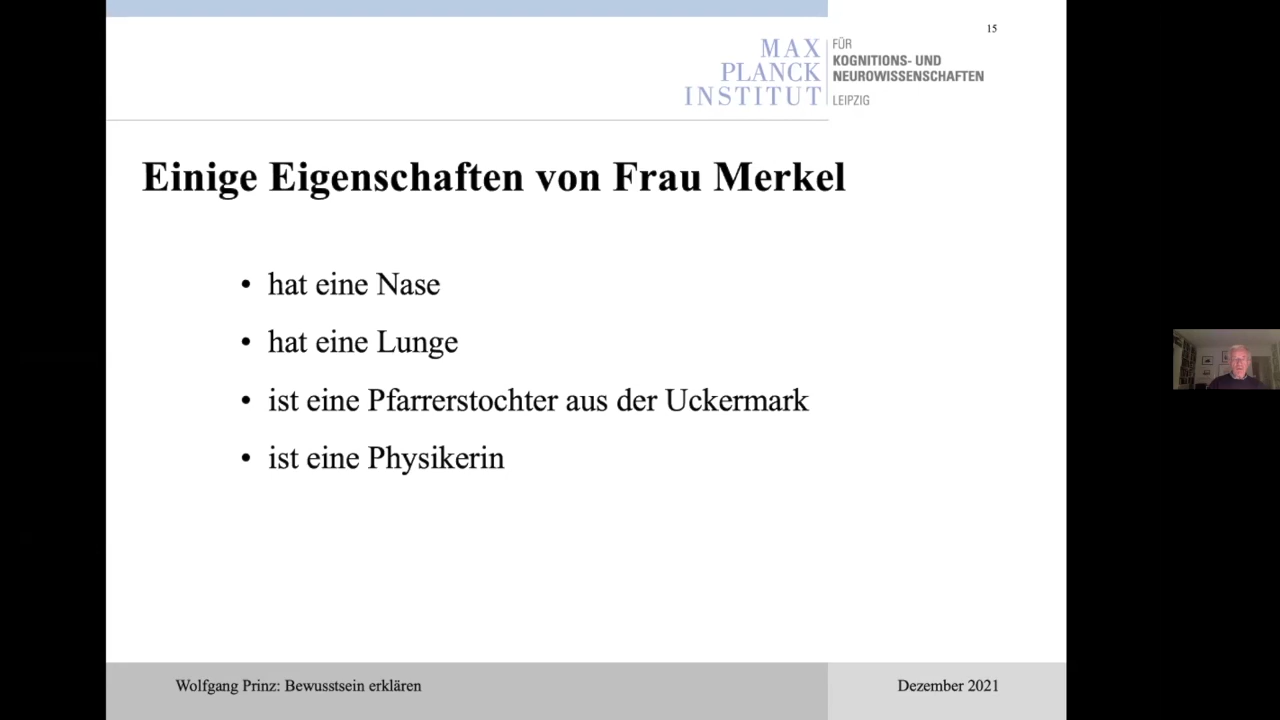 15
MAX
PLANCK
INSTITUT
FÜR
KOGNITIONS- UND
NEUROWISSENSCHAFTEN
LEIPZIG
Einige Eigenschaften von Frau Merkel
• hat eine Nase
• hat eine Lunge
• ist eine Pfarrerstochter aus der Uckermark
• ist eine Physikerin
Wolfgang Prinz: Bewusstsein erklären
Dezember 2021